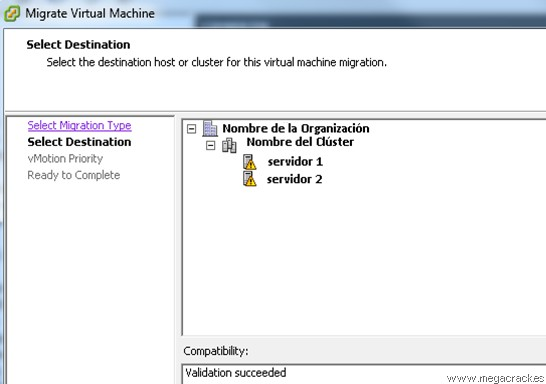 Migrate Virtual Machine
Select Destination
Select the destination host or cluster for this virtual machine migration.
Select Migration Type
Select Destination
vMotion Priority
Ready to Complete
Nombre de la Organización
Nombre del Clúster
servidor 1
servidor 2
Compatibility:
Validation succeeded
www.megacrack.es